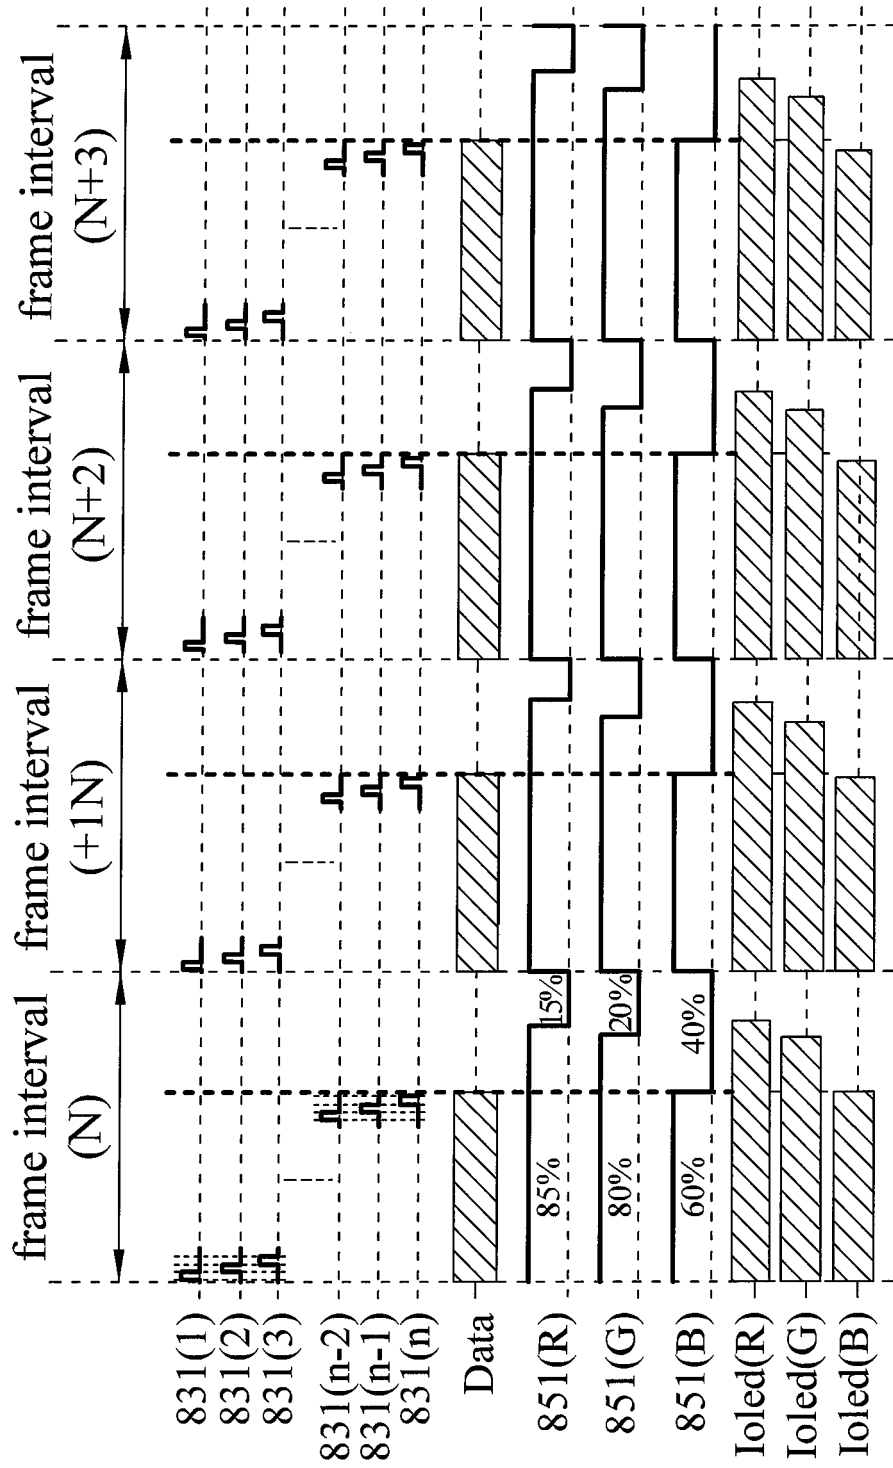 frame interval
(N)
frame interval
(+1N)
frame interval
(N+2)
frame interval
(N+3)
831(1)
831(2)
831(3)
831(n-2)
831(n-1)
831(n)
Data
851(R)
85%
15%
851(G)
80%
20%
851(B)
60%
40%
Ioled(R)
Ioled(G)
Ioled(B)